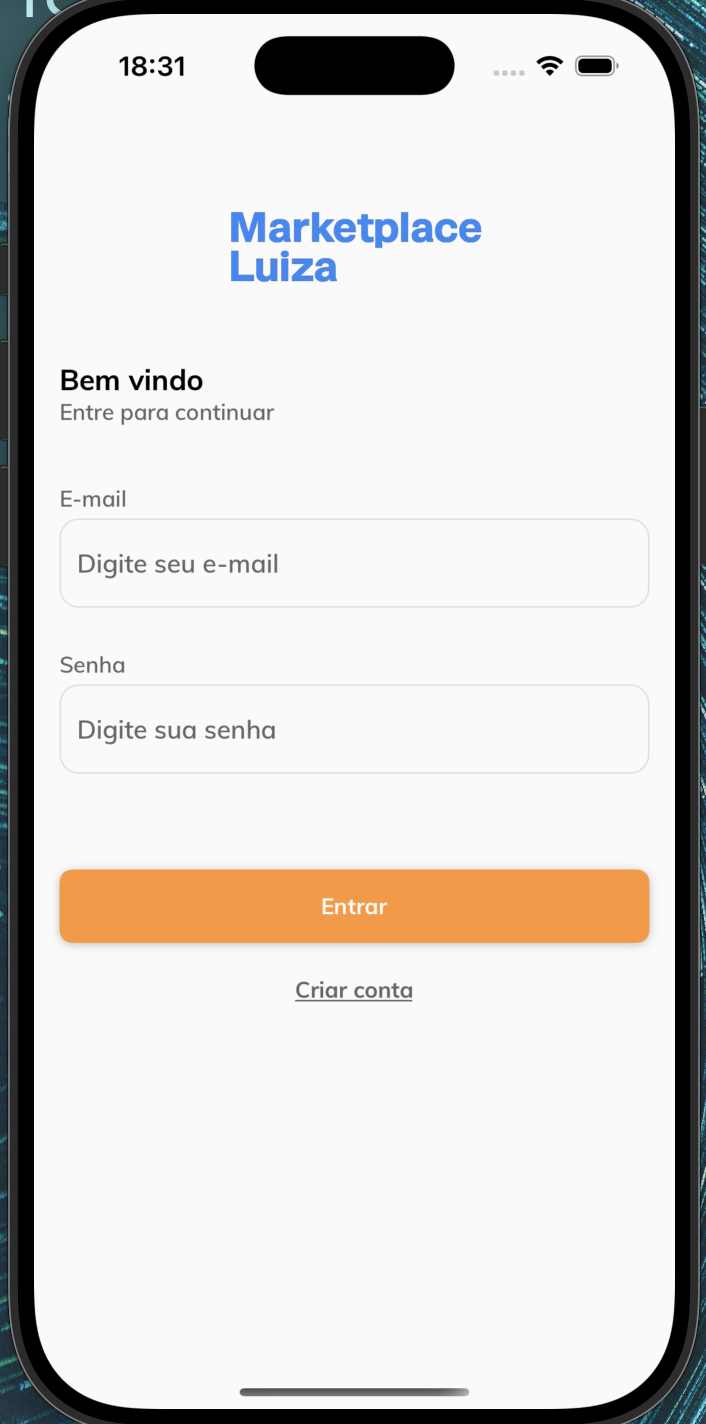 18:31
Marketplace
Luiza
Bem vindo
Entre para continuar
E-mail
Digite seu e-mail
Senha
Digite sua senha
Entrar
Criar conta